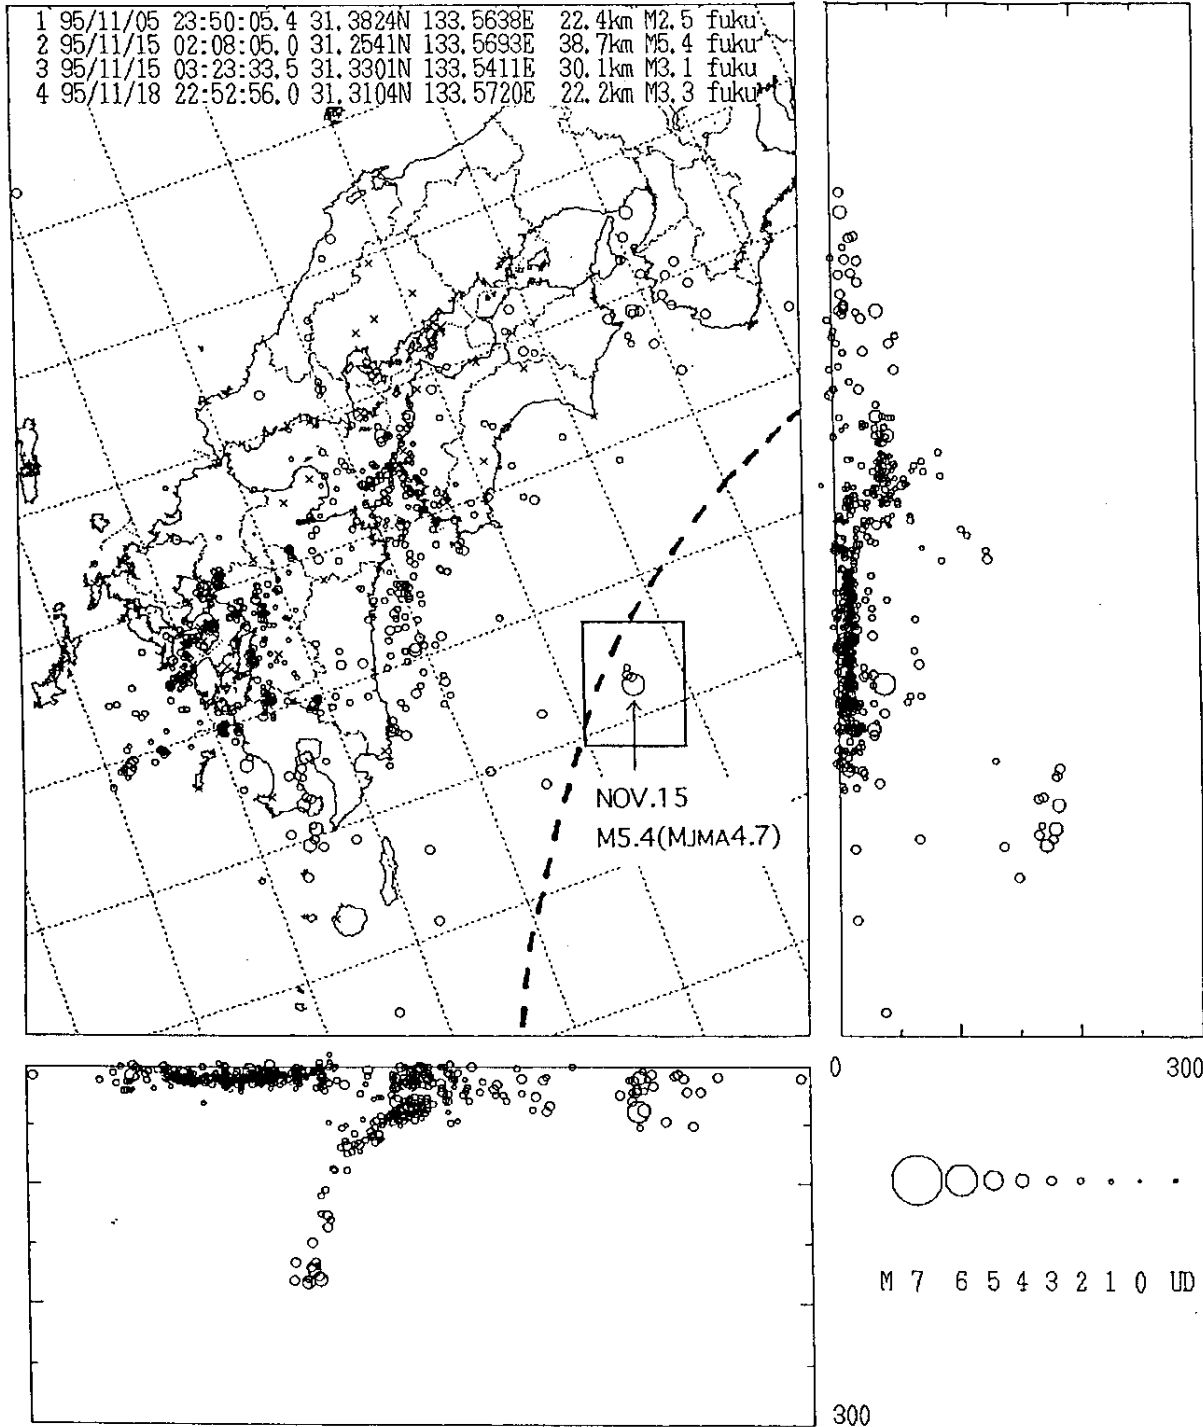 1 95/11/05 23:50:05.4 31.3824N 133.5638E 22.4km M2.5 fuku
2 95/11/15 02:08:05.0 31.2541N 133.5693E 38.7km M5.4 fuku
3 95/11/15 03:23:33.5 31.3301N 133.5411E 30.1km M3.1 fuku
4 95/11/18 22:52:56.0 31.3104N 133.5720E 22.2km M3.3 fuku
NOV.15
M5.4(MJMA4.7)
0 300
M 7 6 5 4 3 2 1 0 UD
300